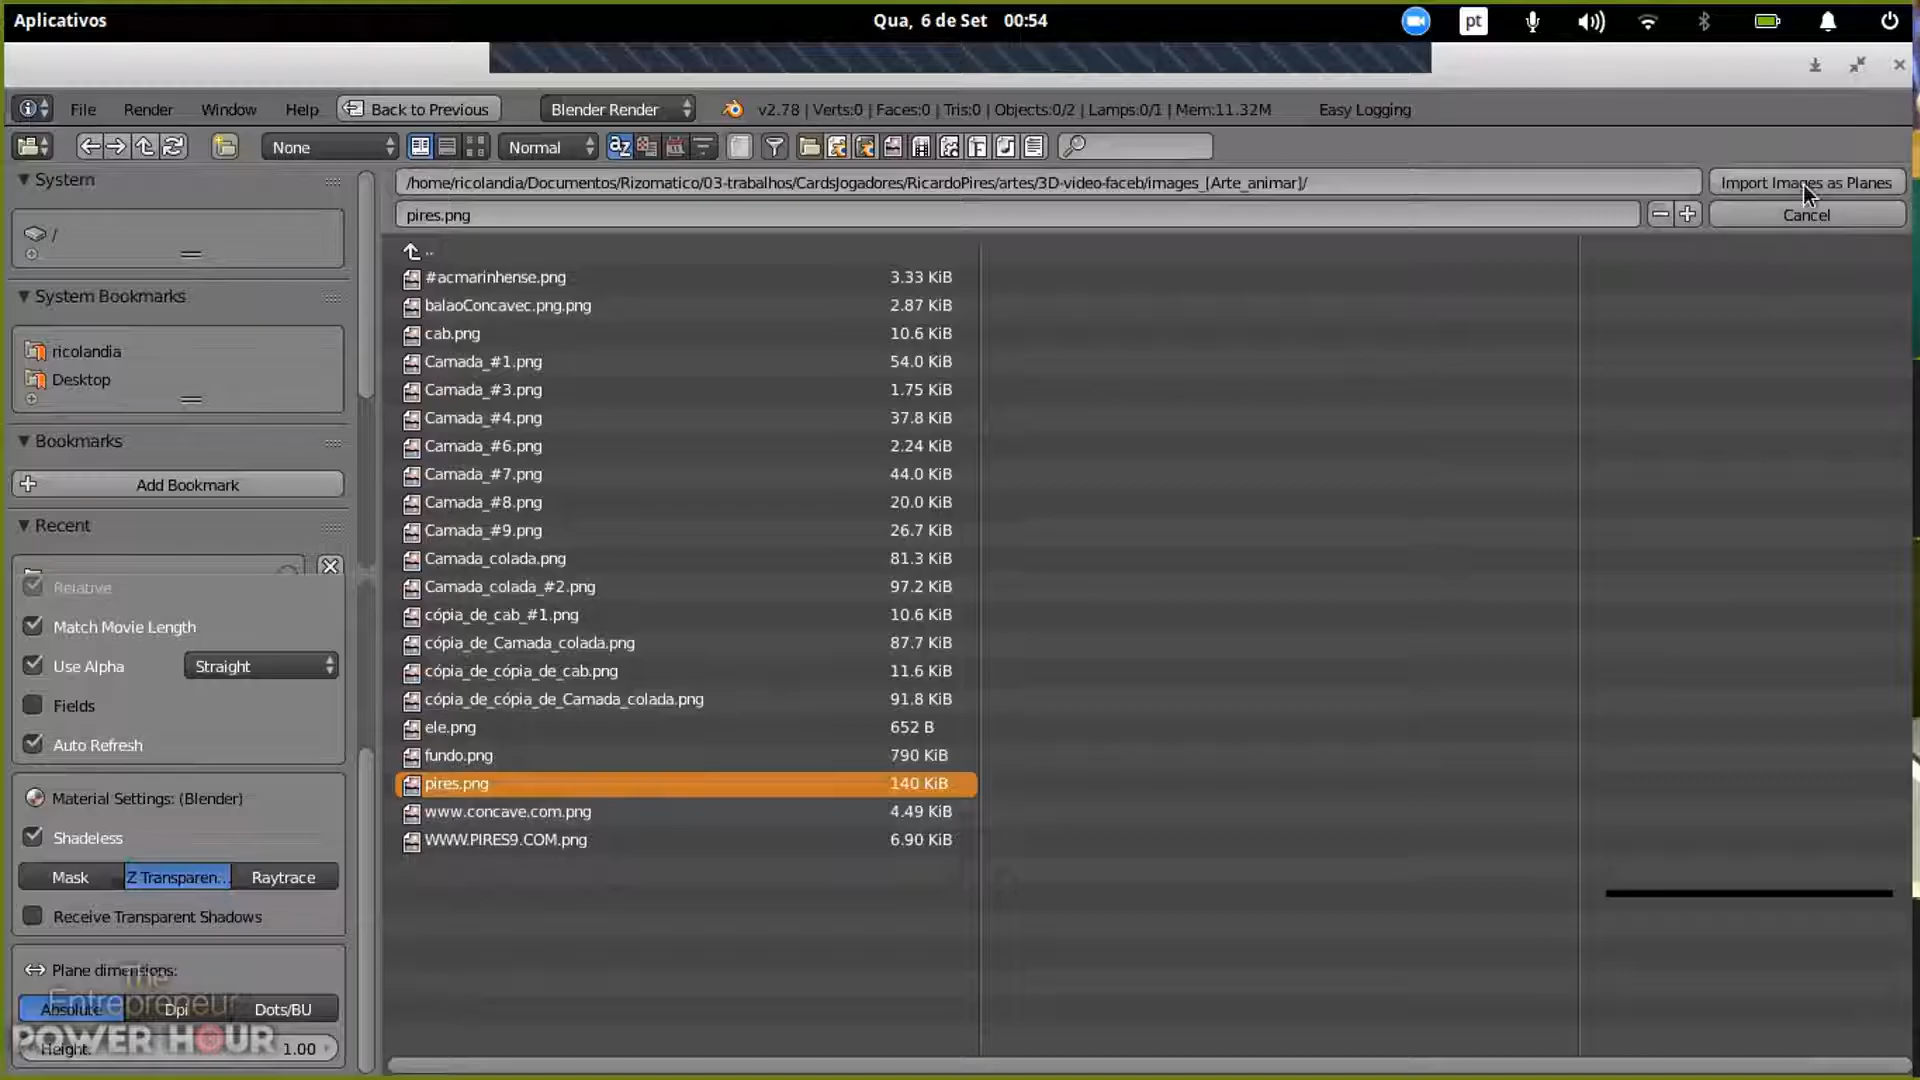 Aplicativos
Qua, 6 de Set 00:54
pt
File Render Window Help Back to Previous Blender Render v2.78 | Verts:0 | Faces:0 | Tris:0 | Objects:0/2 | Lamps:0/1 | Mem:11.32M Easy Logging
None Normal
System
/home/ricolandia/Documentos/Rizomatico/03-trabalhos/CardsJogadores/RicardoPires/artes/3D-video-faceb/images_[Arte_animar]/
Import Images as Planes
pires.png
Cancel
/
System Bookmarks
ricolandia
Desktop
Bookmarks
Add Bookmark
Recent
Relative
Match Movie Length
Use Alpha Straight
Fields
Auto Refresh
Material Settings: (Blender)
Shadeless
Mask Z Transparen... Raytrace
Receive Transparent Shadows
Plane dimensions:
Absolute Dpi Dots/BU
Height: 1.00
The
Entrepreneur
POWER HOUR
..
#acmarinhense.png 3.33 KiB
balaoConcavec.png.png 2.87 KiB
cab.png 10.6 KiB
Camada_#1.png 54.0 KiB
Camada_#3.png 1.75 KiB
Camada_#4.png 37.8 KiB
Camada_#6.png 2.24 KiB
Camada_#7.png 44.0 KiB
Camada_#8.png 20.0 KiB
Camada_#9.png 26.7 KiB
Camada_colada.png 81.3 KiB
Camada_colada_#2.png 97.2 KiB
cópia_de_cab_#1.png 10.6 KiB
cópia_de_Camada_colada.png 87.7 KiB
cópia_de_cópia_de_cab.png 11.6 KiB
cópia_de_cópia_de_Camada_colada.png 91.8 KiB
ele.png 652 B
fundo.png 790 KiB
pires.png 140 KiB
www.concave.com.png 4.49 KiB
WWW.PIRES9.COM.png 6.90 KiB